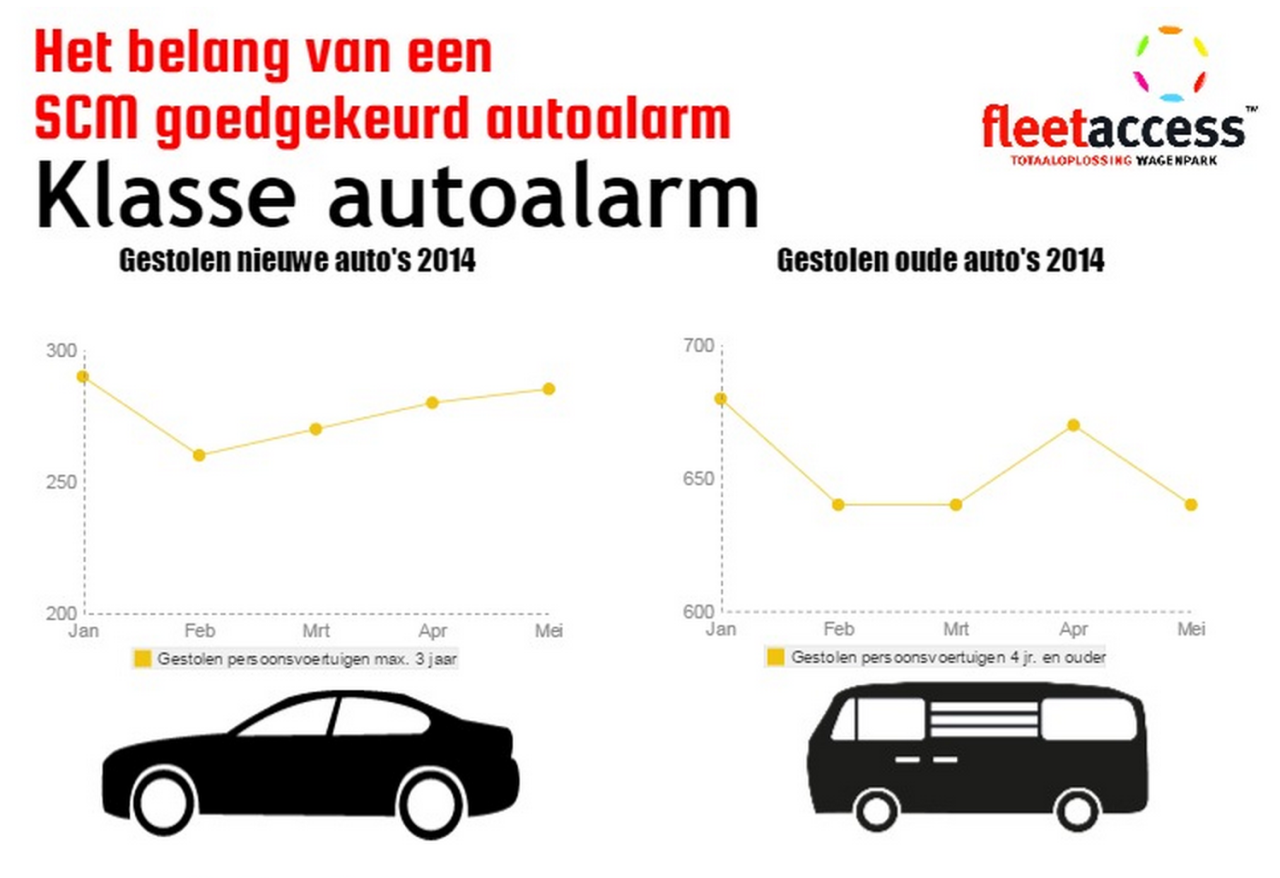 Het belang van een
SCM goedgekeurd autoalarm
Klasse autoalarm
fleetaccess™
TOTAALOPLOSSING WAGENPARK
Gestolen nieuwe auto's 2014
300
250
200
Jan Feb Mrt Apr Mei
Gestolen persoonsvoertuigen max. 3 jaar
Gestolen oude auto's 2014
700
650
600
Jan Feb Mrt Apr Mei
Gestolen persoonsvoertuigen 4 jr. en ouder